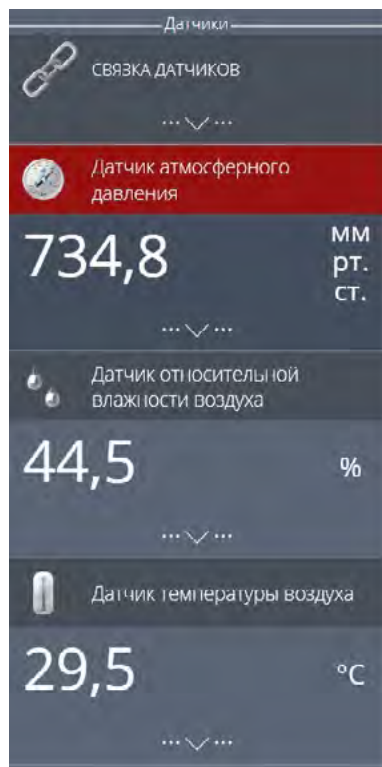 Датчики
СВЯЗКА ДАТЧИКОВ
Датчик атмосферного
давления
734,8
мм
рт.
ст.
Датчик относительной
влажности воздуха
44,5
%
Датчик температуры воздуха
29,5
°C